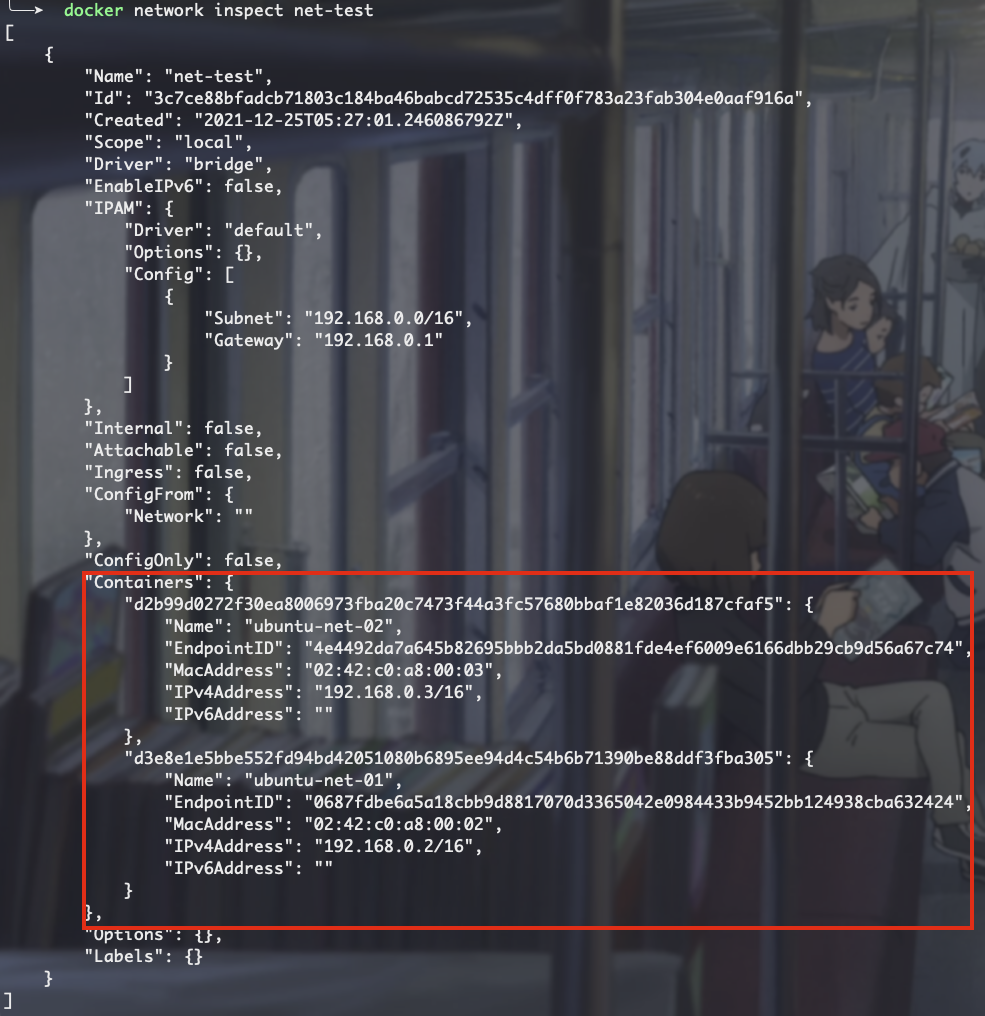 docker network inspect net-test
[
    {
        "Name": "net-test",
        "Id": "3c7ce88bfadcb71803c184ba46babcd72535c4dff0f783a23fab304e0aaf916a",
        "Created": "2021-12-25T05:27:01.246086792Z",
        "Scope": "local",
        "Driver": "bridge",
        "EnableIPv6": false,
        "IPAM": {
            "Driver": "default",
            "Options": {},
            "Config": [
                {
                    "Subnet": "192.168.0.0/16",
                    "Gateway": "192.168.0.1"
                }
            ]
        },
        "Internal": false,
        "Attachable": false,
        "Ingress": false,
        "ConfigFrom": {
            "Network": ""
        },
        "ConfigOnly": false,
        "Containers": {
            "d2b99d0272f30ea8006973fba20c7473f44a3fc57680bbaf1e82036d187cfaf5": {
                "Name": "ubuntu-net-02",
                "EndpointID": "4e4492da7a645b82695bbb2da5bd0881fde4ef6009e6166dbb29cb9d56a67c74",
                "MacAddress": "02:42:c0:a8:00:03",
                "IPv4Address": "192.168.0.3/16",
                "IPv6Address": ""
            },
            "d3e8e1e5bbe552fd94bd42051080b6895ee94d4c54b6b71390be88ddf3fba305": {
                "Name": "ubuntu-net-01",
                "EndpointID": "0687fdbe6a5a18cbb9d8817070d3365042e0984433b9452bb124938cba632424",
                "MacAddress": "02:42:c0:a8:00:02",
                "IPv4Address": "192.168.0.2/16",
                "IPv6Address": ""
            }
        },
        "Options": {},
        "Labels": {}
    }
]